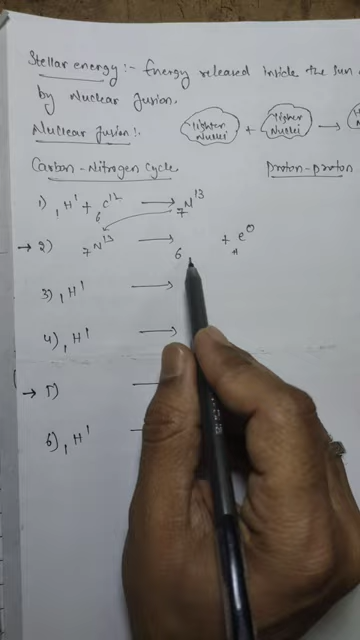 Stellar energy :- Energy released inside the sun
by Nuclear fusion.
Nuclear fusion :- Lighter Nuclei + Lighter Nuclei →
Carbon-Nitrogen cycle Proton-proton
1) ₁H¹ + ₆C¹² → ₇N¹³
→ 2) ₇N¹³ → ₆ + ₊₁e⁰
3) ₁H¹ →
4) ₁H¹ →
→ 5) →
6) ₁H¹